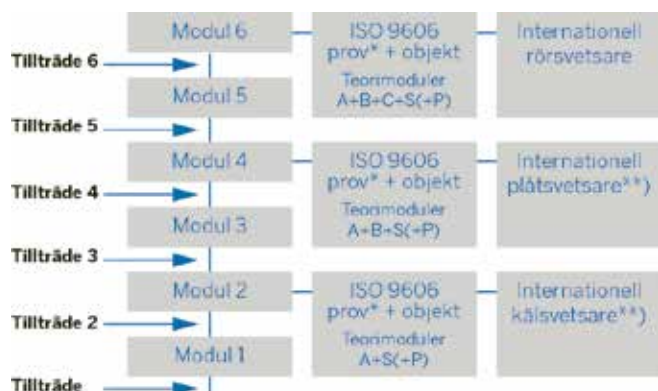 Modul 6
ISO 9606
prov* + objekt
Teorimoduler
A+B+C+S(+P)
Internationell
rörsvetsare
Tillträde 6
Modul 5
Tillträde 5
Modul 4
ISO 9606
prov* + objekt
Teorimoduler
A+B+S(+P)
Internationell
plåtsvetsare**)
Tillträde 4
Modul 3
Tillträde 3
Modul 2
ISO 9606
prov* + objekt
Teorimoduler
A+S(+P)
Internationell
kälsvetsare**)
Tillträde 2
Modul 1
Tillträde